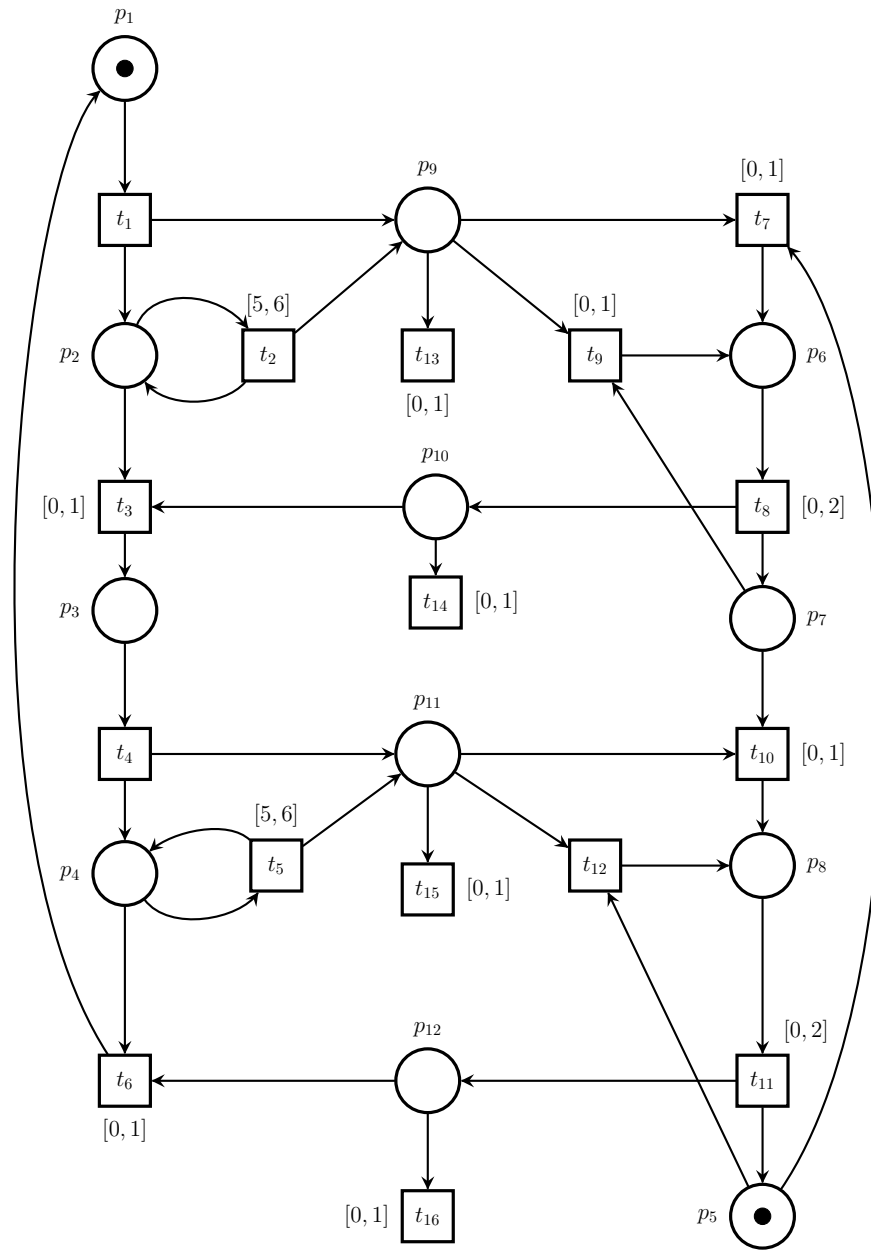 p₁
p₉
[0, 1]
t₁
t₇
[5, 6]
[0, 1]
p₂
t₂
t₁₃
t₉
p₆
[0, 1]
p₁₀
[0, 1]
t₃
t₈
[0, 2]
p₃
t₁₄
[0, 1]
p₇
p₁₁
t₄
t₁₀
[0, 1]
[5, 6]
p₄
t₅
t₁₅
[0, 1]
t₁₂
p₈
p₁₂
[0, 2]
t₆
t₁₁
[0, 1]
[0, 1]
t₁₆
p₅